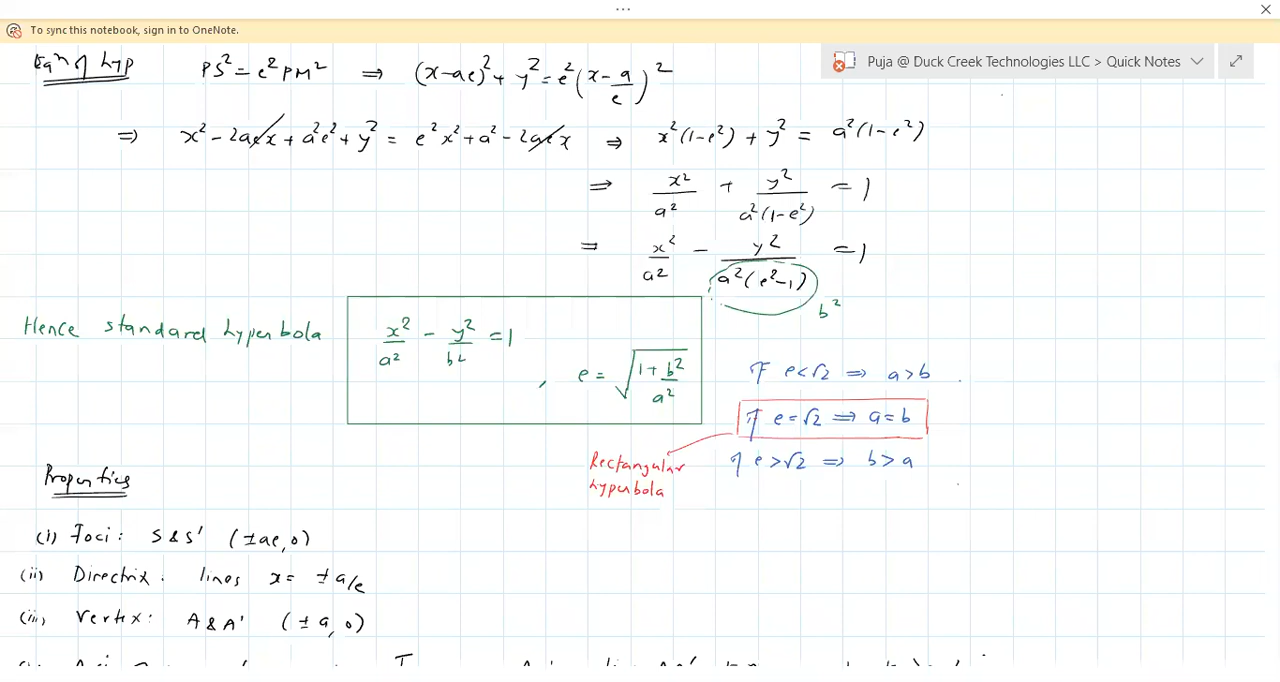 ...
To sync this notebook, sign in to OneNote.
Puja @ Duck Creek Technologies LLC > Quick Notes
Eqⁿ of hyp PS² = e² PM² ⇒ (x-ae)² + y² = e² (x - a/e)²
⇒ x² - 2aex + a²e² + y² = e²x² + a² - 2aex ⇒ x²(1-e²) + y² = a²(1-e²)
⇒ x²/a² + y²/a²(1-e²) = 1
⇒ x²/a² - y²/a²(e²-1) = 1
b²
Hence standard hyperbola x²/a² - y²/b² = 1 , e = √(1+b²/a²)
If e<√2 ⇒ a>b
If e=√2 ⇒ a=b
If e>√2 ⇒ b>a
Rectangular
hyperbola
Properties
(i) Foci: S & S' (±ae, 0)
(ii) Directrix: lines x = ±a/e
(iii) Vertex: A & A' (±a, 0)